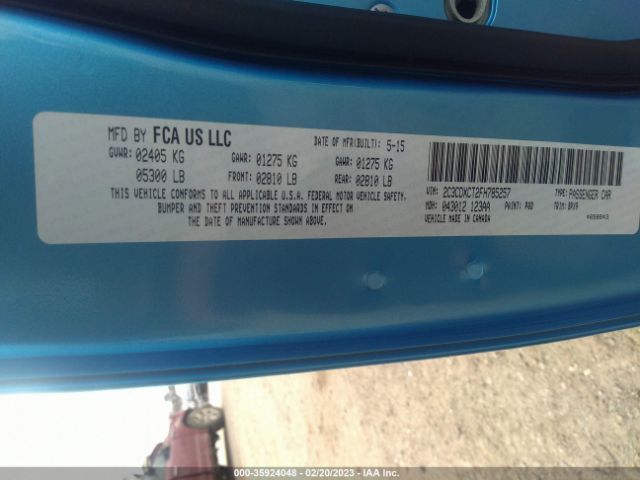 MFD BY FCA US LLC
DATE OF MFR(BUILT): 5-15
GVWR: 02405 KG GAWR: 01275 KG GAWR: 01275 KG
05300 LB FRONT: 02810 LB REAR: 02810 LB
THIS VEHICLE CONFORMS TO ALL APPLICABLE U.S.A. FEDERAL MOTOR VEHICLE SAFETY,
BUMPER AND THEFT PREVENTION STANDARDS IN EFFECT ON
THE DATE OF MANUFACTURE SHOWN ABOVE.
VIN: 2C3CDXCT2FH785257 TYPE: PASSENGER CAR
MDH: 043012 123AA PAINT: TRIM:
VEHICLE MADE IN CANADA
000-35924048 - 02/20/2023 - IAA Inc.